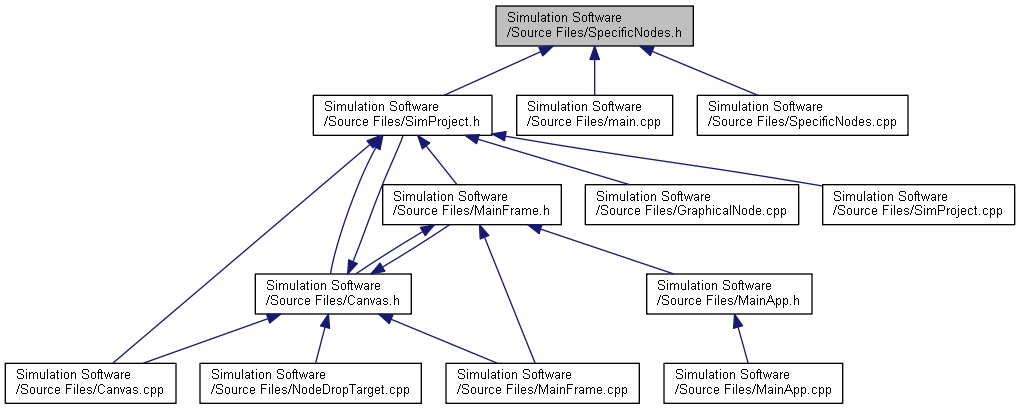 Simulation Software
/Source Files/SpecificNodes.h
Simulation Software
/Source Files/SimProject.h
Simulation Software
/Source Files/main.cpp
Simulation Software
/Source Files/SpecificNodes.cpp
Simulation Software
/Source Files/MainFrame.h
Simulation Software
/Source Files/GraphicalNode.cpp
Simulation Software
/Source Files/SimProject.cpp
Simulation Software
/Source Files/Canvas.h
Simulation Software
/Source Files/MainApp.h
Simulation Software
/Source Files/Canvas.cpp
Simulation Software
/Source Files/NodeDropTarget.cpp
Simulation Software
/Source Files/MainFrame.cpp
Simulation Software
/Source Files/MainApp.cpp